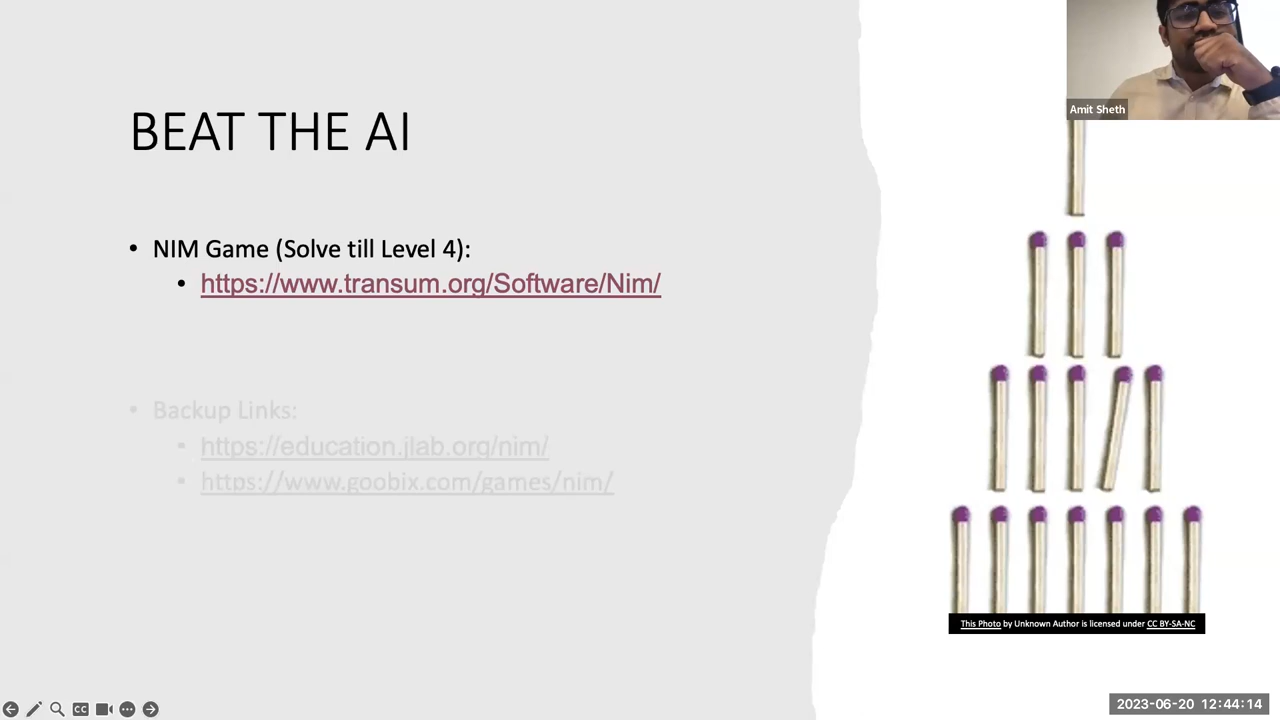 Amit Sheth
BEAT THE AI
• NIM Game (Solve till Level 4):
• https://www.transum.org/Software/Nim/
• Backup Links:
▪ https://education.jlab.org/nim/
▪ https://www.goobix.com/games/nim/
This Photo by Unknown Author is licensed under CC BY-SA-NC
CC
2023-06-20 12:44:14